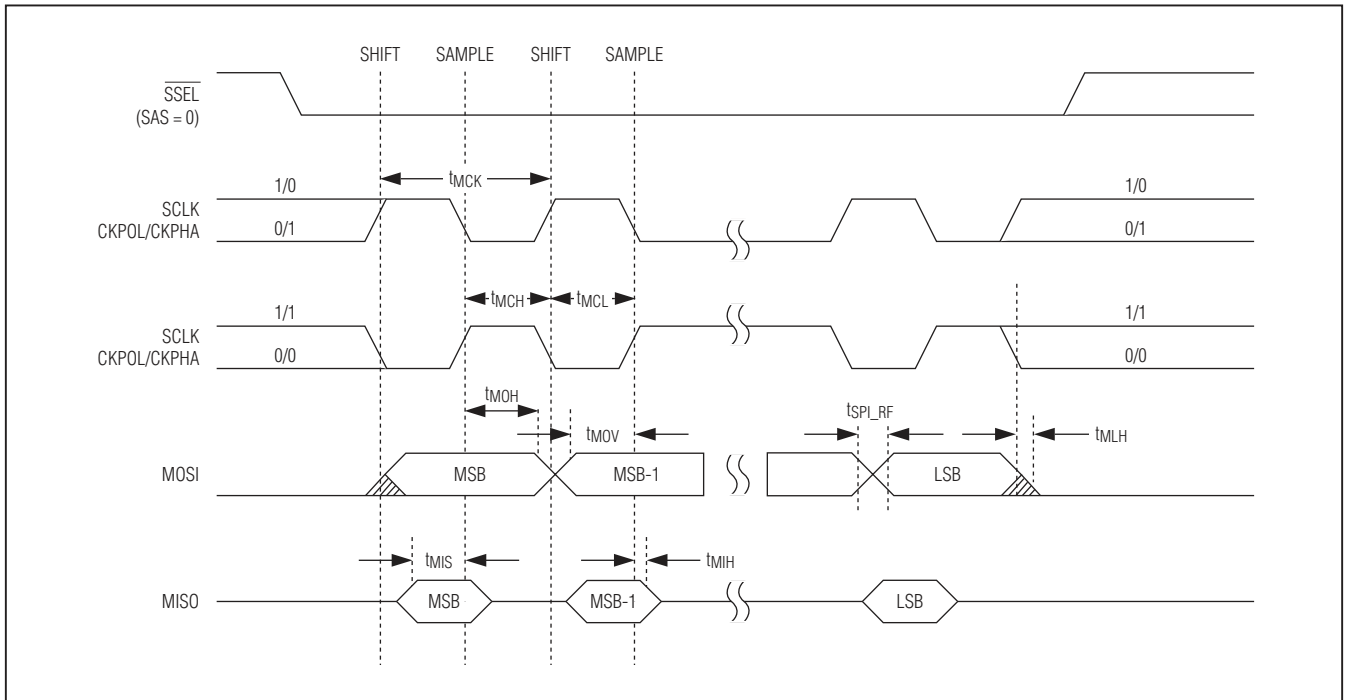 SHIFT SAMPLE SHIFT SAMPLE
SSEL
(SAS = 0)
tMCK
1/0 1/0
SCLK
CKPOL/CKPHA
0/1 0/1
tMCH tMCL
1/1 1/1
SCLK
CKPOL/CKPHA
0/0 0/0
tMOH
tMOV
tSPI_RF
tMLH
MOSI MSB MSB-1 LSB
tMIS tMIH
MISO MSB MSB-1 LSB